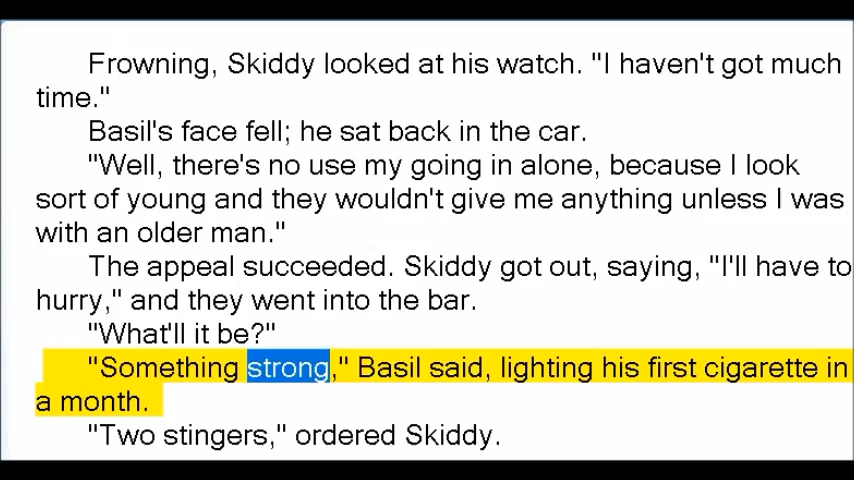 Frowning, Skiddy looked at his watch. "I haven't got much
time."
Basil's face fell; he sat back in the car.
"Well, there's no use my going in alone, because I look
sort of young and they wouldn't give me anything unless I was
with an older man."
The appeal succeeded. Skiddy got out, saying, "I'll have to
hurry," and they went into the bar.
"What'll it be?"
"Something strong," Basil said, lighting his first cigarette in
a month.
"Two stingers," ordered Skiddy.